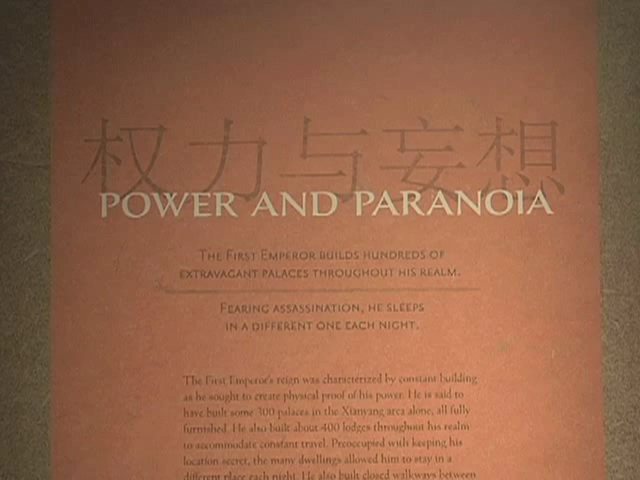 权力与妄想
POWER AND PARANOIA
THE FIRST EMPEROR BUILDS HUNDREDS OF
EXTRAVAGANT PALACES THROUGHOUT HIS REALM.
FEARING ASSASSINATION, HE SLEEPS
IN A DIFFERENT ONE EACH NIGHT.
The First Emperor's reign was characterized by constant building
as he sought to create physical proof of his power. He is said to
have built some 300 palaces in the Xianyang area alone, all fully
furnished. He also built about 400 lodges throughout his realm
to accommodate constant travel. Preoccupied with keeping his
location secret, the many dwellings allowed him to stay in a
different place each night. He also built closed walkways between